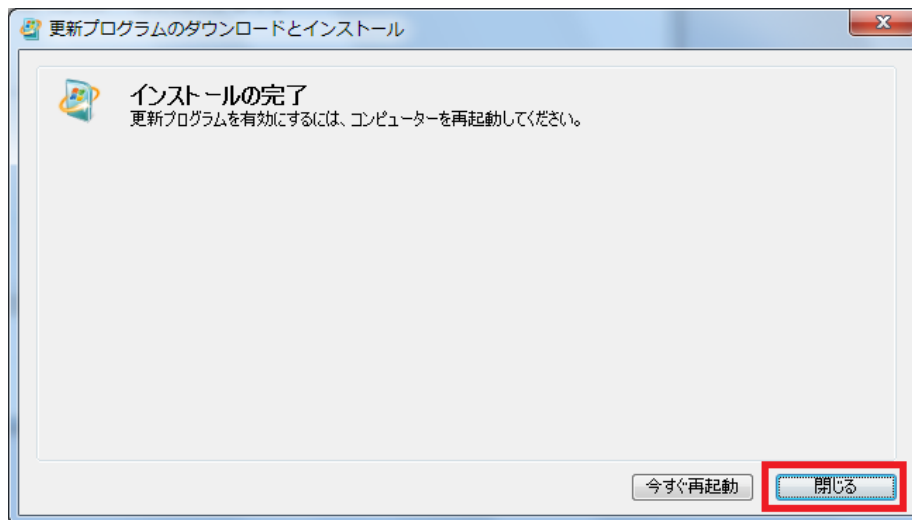 更新プログラムのダウンロードとインストール
インストールの完了
更新プログラムを有効にするには、コンピューターを再起動してください。
今すぐ再起動
閉じる